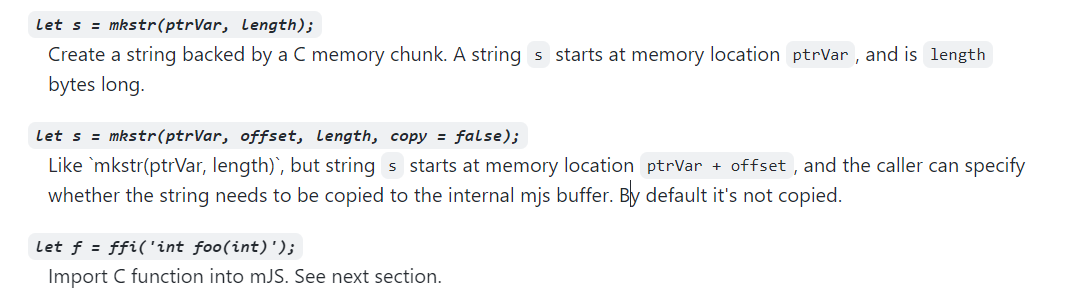 let s = mkstr(ptrVar, length);
Create a string backed by a C memory chunk. A string s starts at memory location ptrVar, and is length
bytes long.
let s = mkstr(ptrVar, offset, length, copy = false);
Like `mkstr(ptrVar, length)`, but string s starts at memory location ptrVar + offset, and the caller can specify
whether the string needs to be copied to the internal mjs buffer. By default it's not copied.
let f = ffi('int foo(int)');
Import C function into mJS. See next section.